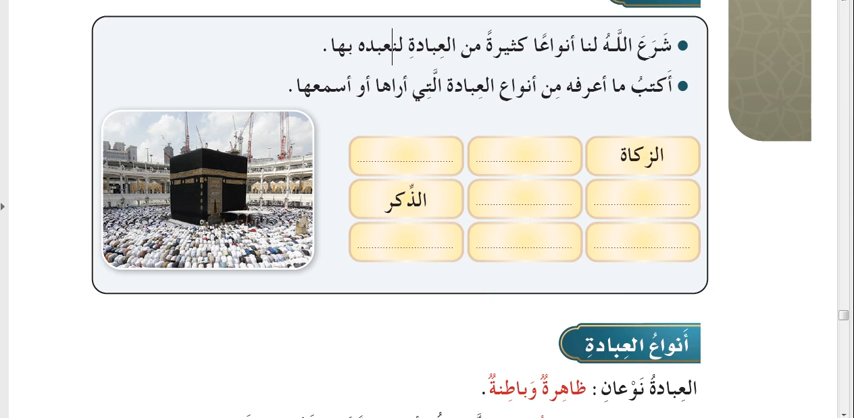 شَرَعَ اللَّـهُ لنا أنواعًا كثيرةً من العِبادةِ لنعبده بها.
أَكتبُ ما أعرفه مِن أنواع العِبادة الَّتِي أراها أو أسمعها.
الزكاة
الذِّكر
أَنواعُ العِبادةِ
العِبادةُ نَوْعانِ: ظاهِرةٌ وَباطِنةٌ.